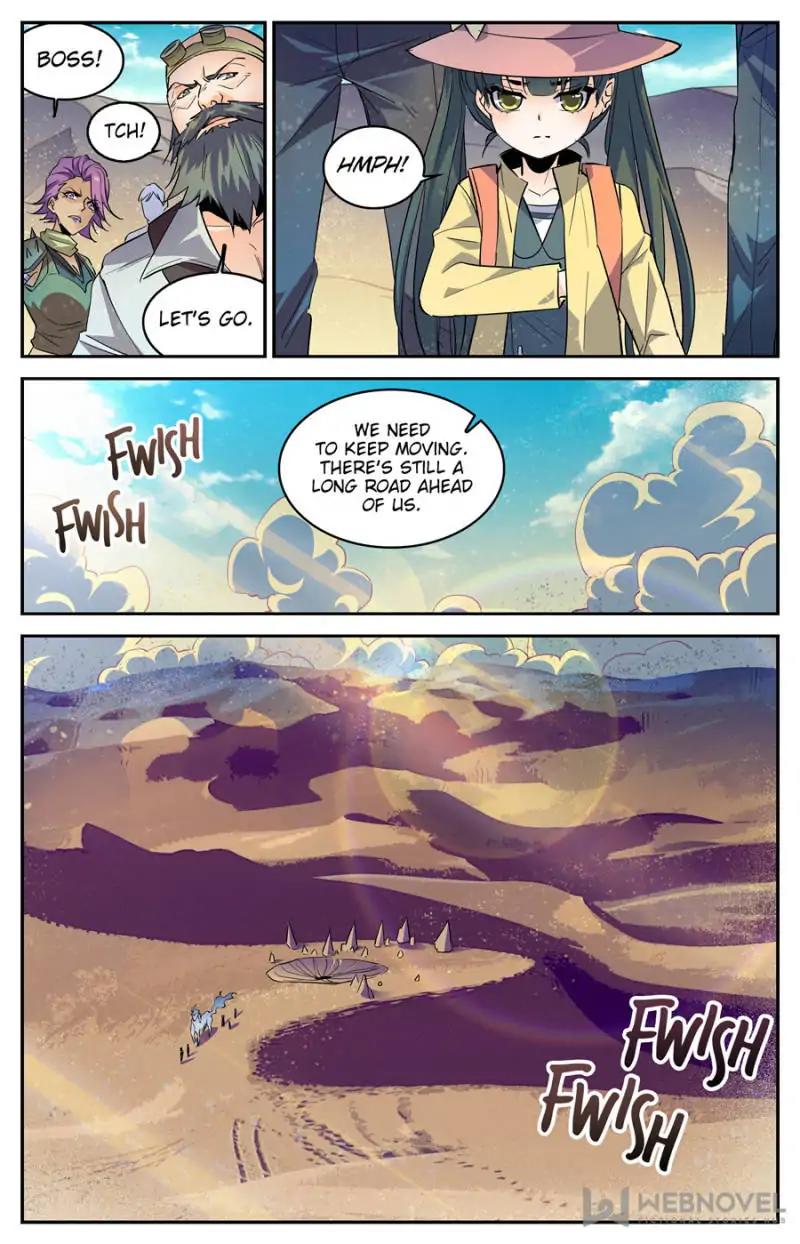 BOSS!
TCH!
LET'S GO.
HMPH!
FWISH
FWISH
WE NEED
TO KEEP MOVING.
THERE'S STILL A
LONG ROAD AHEAD
OF US.
FWISH
FWISH
WEBNOVEL